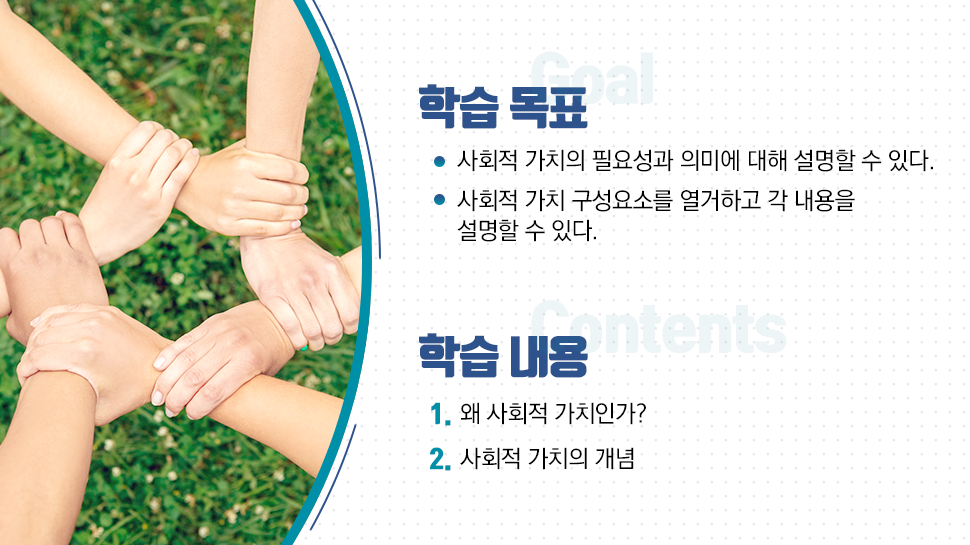 Goal
학습 목표
• 사회적 가치의 필요성과 의미에 대해 설명할 수 있다.
• 사회적 가치 구성요소를 열거하고 각 내용을
설명할 수 있다.
Contents
학습 내용
1. 왜 사회적 가치인가?
2. 사회적 가치의 개념